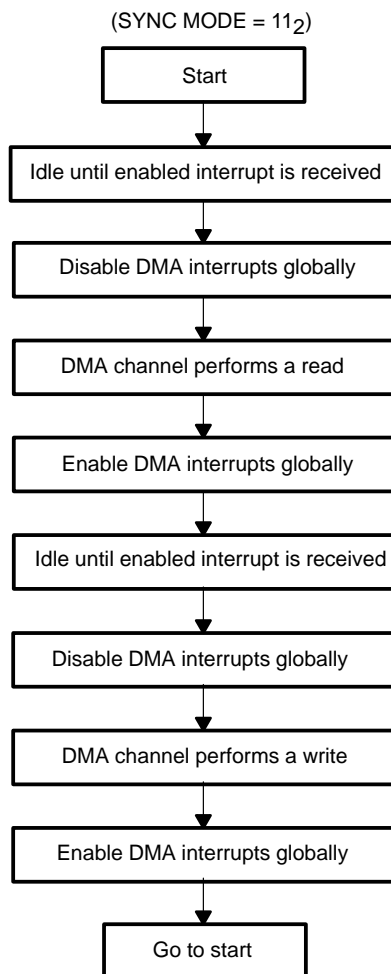 (SYNC MODE = 11₂)
Start
Idle until enabled interrupt is received
Disable DMA interrupts globally
DMA channel performs a read
Enable DMA interrupts globally
Idle until enabled interrupt is received
Disable DMA interrupts globally
DMA channel performs a write
Enable DMA interrupts globally
Go to start